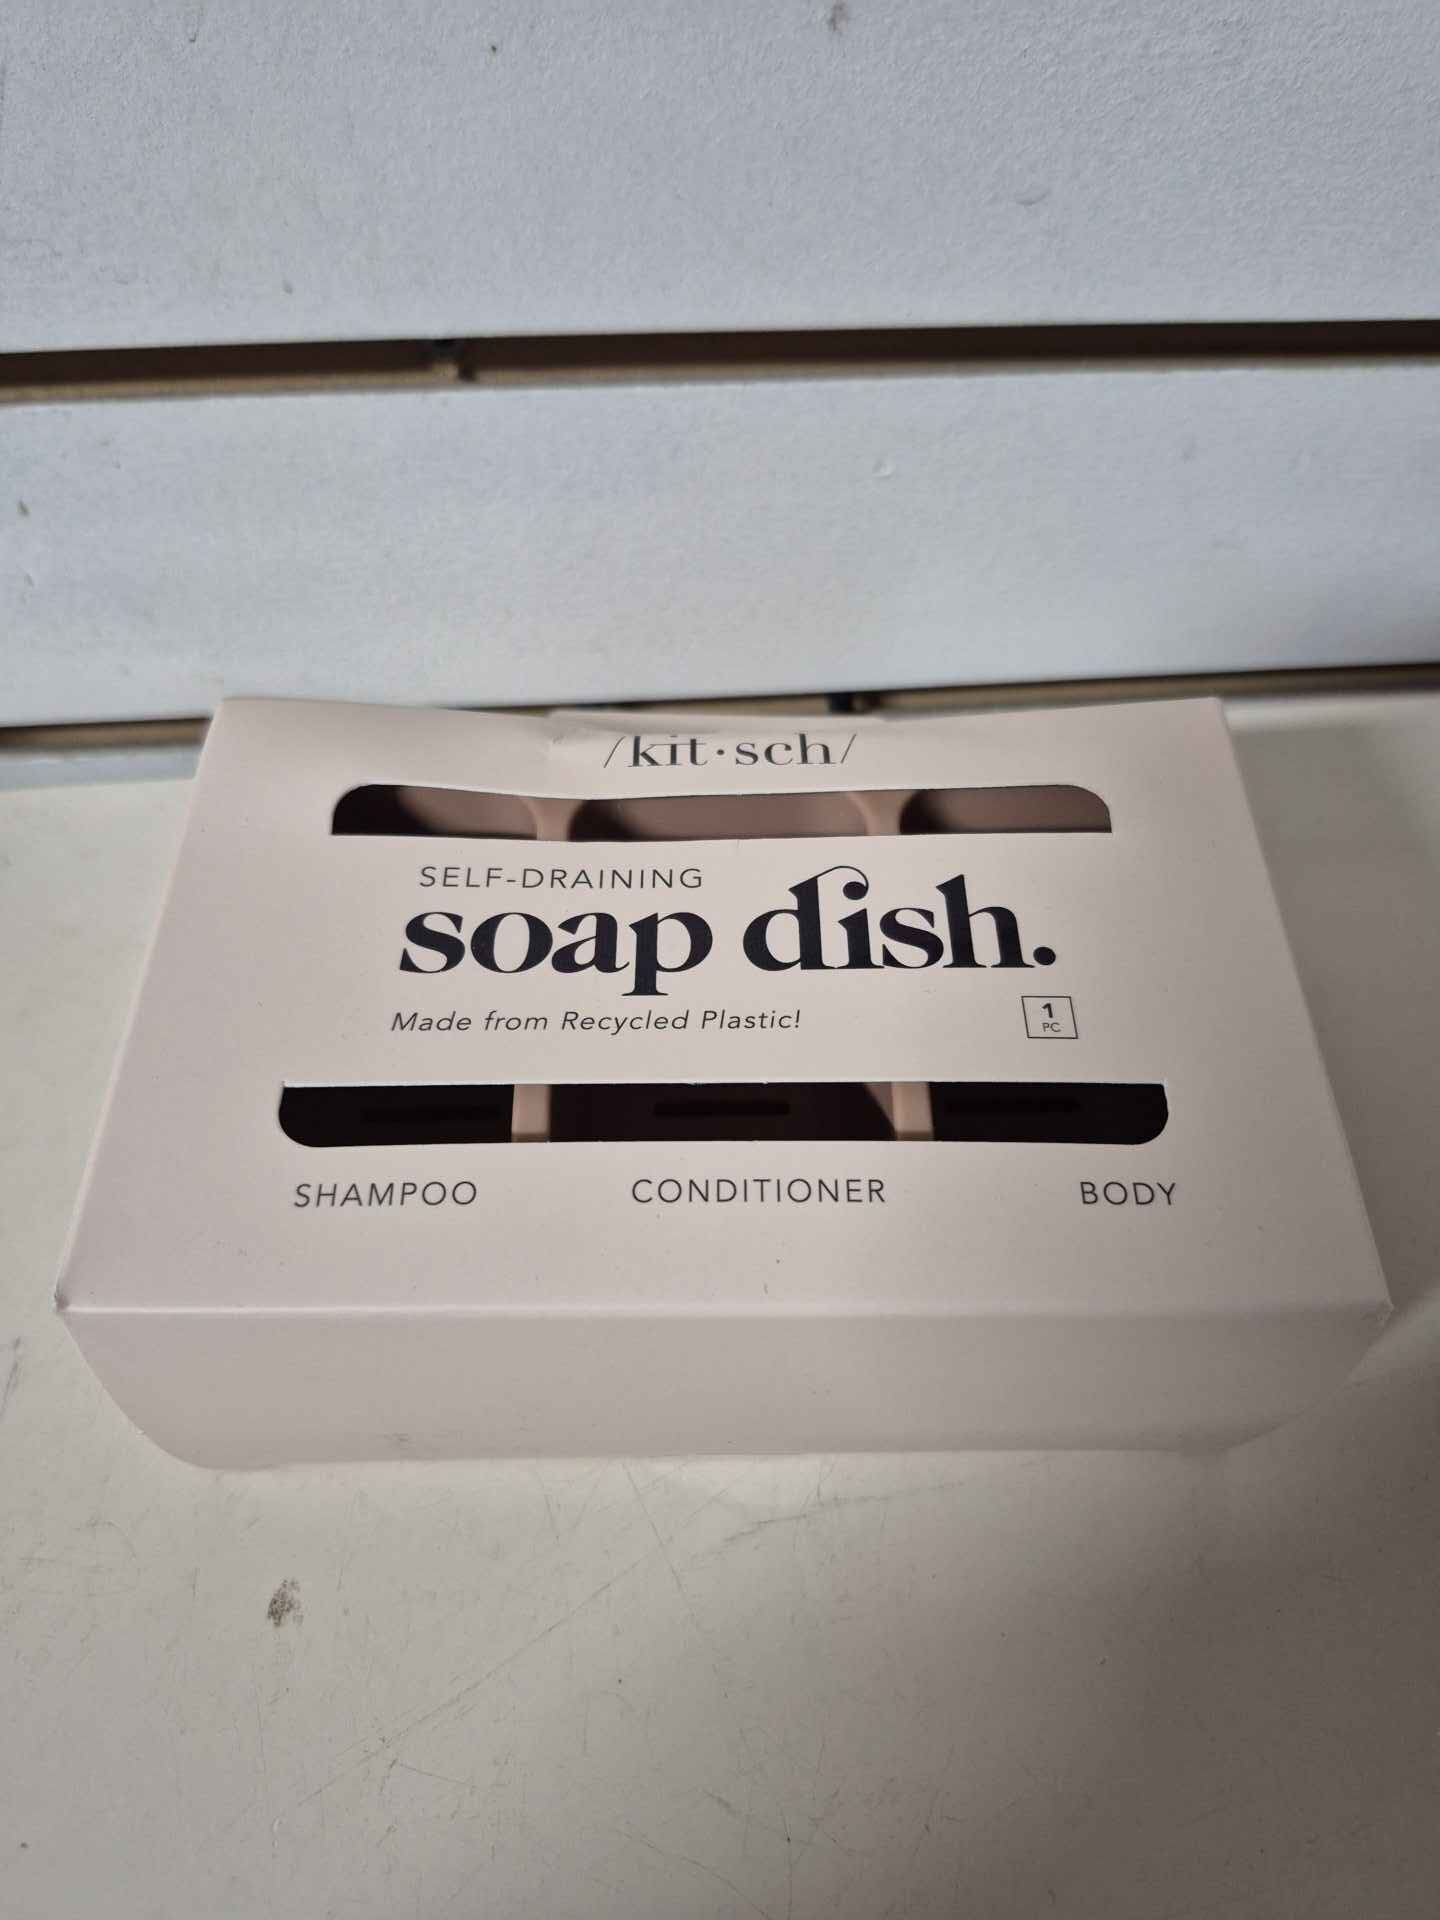 /kit·sch/
SELF-DRAINING
soap dish.
Made from Recycled Plastic!
1
PC
SHAMPOO
CONDITIONER
BODY